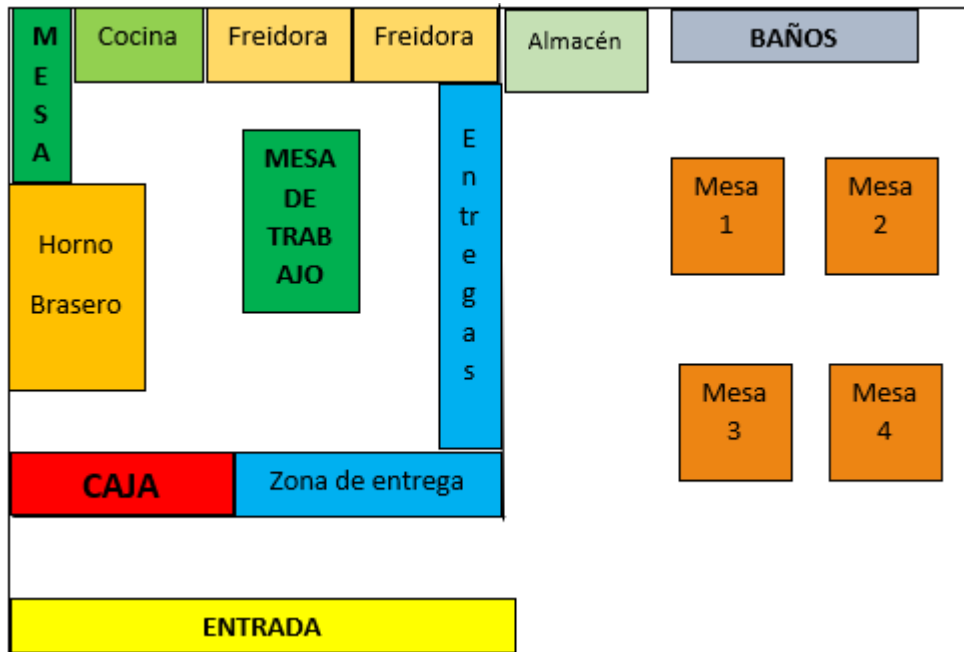 M
E
S
A
Cocina
Freidora
Freidora
Almacén
BAÑOS
MESA
DE
TRAB
AJO
E
n
tr
e
g
a
s
Mesa
1
Mesa
2
Horno
Brasero
Mesa
3
Mesa
4
CAJA
Zona de entrega
ENTRADA